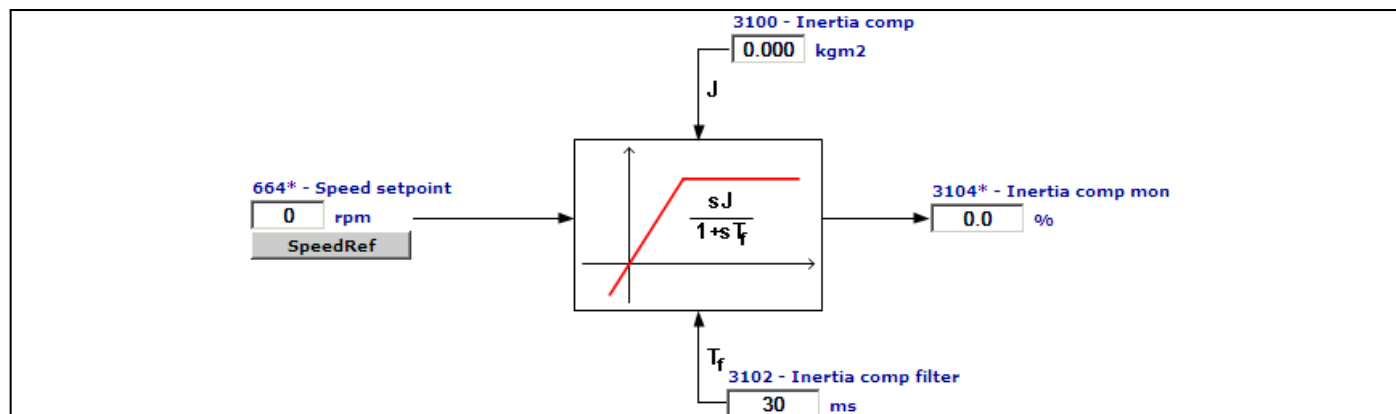 3100 - Inertia comp
0.000 kgm2
J
664* - Speed setpoint
0 rpm
SpeedRef
sJ
1+sTf
3104* - Inertia comp mon
0.0 %
Tf
3102 - Inertia comp filter
30 ms